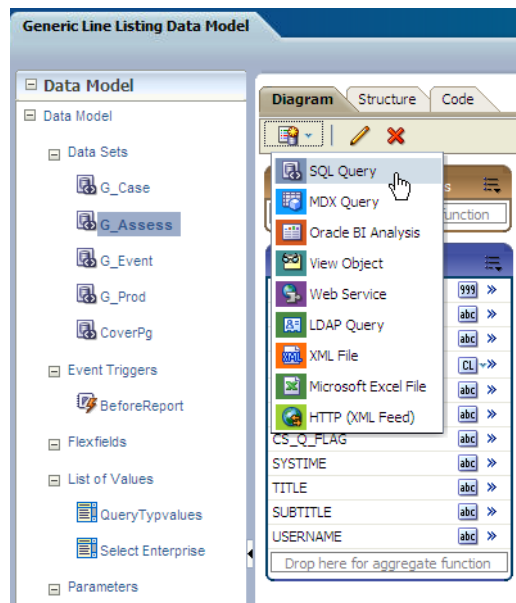 Generic Line Listing Data Model
Data Model
Data Model
Data Sets
G_Case
G_Assess
G_Event
G_Prod
CoverPg
Event Triggers
BeforeReport
Flexfields
List of Values
QueryTypvalues
Select Enterprise
Parameters
Diagram Structure Code
SQL Query
MDX Query
Oracle BI Analysis
View Object
Web Service
LDAP Query
XML File
Microsoft Excel File
HTTP (XML Feed)
s
function
999
abc
abc
CL
abc
abc
CS_Q_FLAG abc
SYSTIME abc
TITLE abc
SUBTITLE abc
USERNAME abc
Drop here for aggregate function